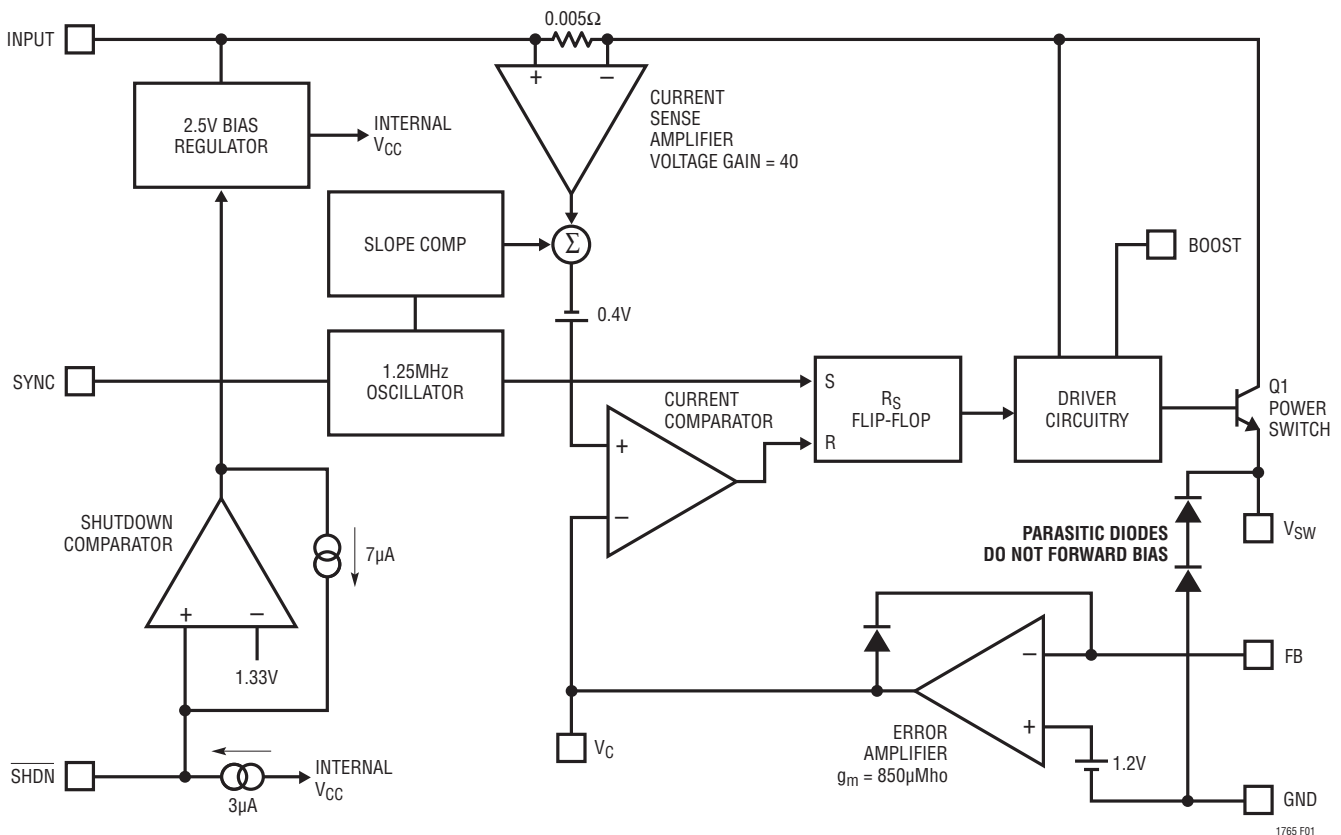 INPUT
0.005Ω
+
–
2.5V BIAS
REGULATOR
INTERNAL
VCC
CURRENT
SENSE
AMPLIFIER
VOLTAGE GAIN = 40
SLOPE COMP
Σ
BOOST
0.4V
SYNC
1.25MHz
OSCILLATOR
CURRENT
COMPARATOR
+
–
S
R
RS
FLIP-FLOP
DRIVER
CIRCUITRY
Q1
POWER
SWITCH
SHUTDOWN
COMPARATOR
+
–
7µA
1.33V
PARASITIC DIODES
DO NOT FORWARD BIAS
VSW
–
+
FB
ERROR
AMPLIFIER
gm = 850µMho
1.2V
VC
SHDN
3µA
INTERNAL
VCC
GND
1765 F01